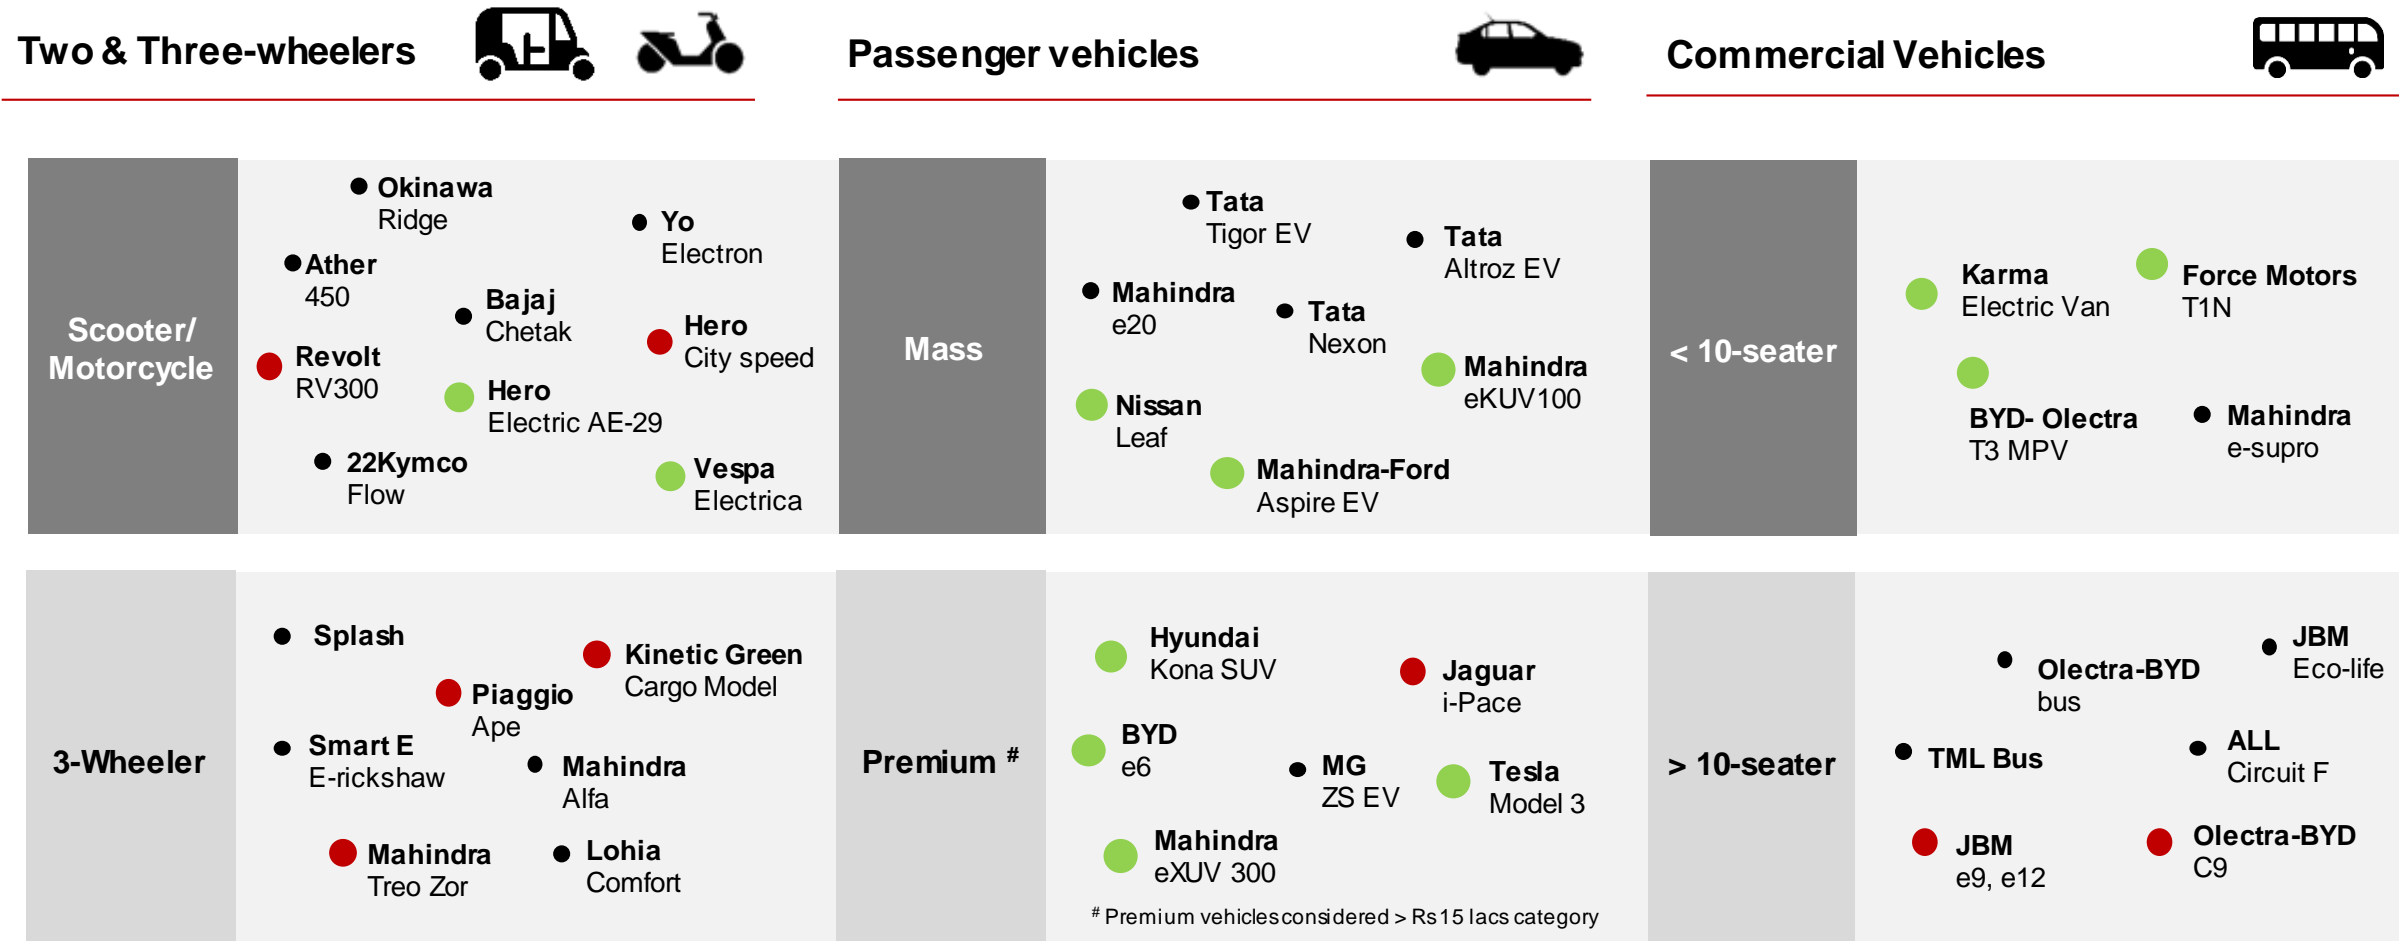 Two & Three-wheelers
Passenger vehicles
Commercial Vehicles
Scooter/
Motorcycle
Okinawa
Ridge
Yo
Electron
Ather
450
Bajaj
Chetak
Hero
City speed
Revolt
RV300
Hero
Electric AE-29
22Kymco
Flow
Vespa
Electrica
Mass
Tata
Tigor EV
Tata
Altroz EV
Mahindra
e20
Tata
Nexon
Mahindra
eKUV100
Nissan
Leaf
Mahindra-Ford
Aspire EV
< 10-seater
Karma
Electric Van
Force Motors
T1N
BYD- Olectra
T3 MPV
Mahindra
e-supro
3-Wheeler
Splash
Kinetic Green
Cargo Model
Piaggio
Ape
Smart E
E-rickshaw
Mahindra
Alfa
Mahindra
Treo Zor
Lohia
Comfort
Premium #
Hyundai
Kona SUV
Jaguar
i-Pace
BYD
e6
MG
ZS EV
Tesla
Model 3
Mahindra
eXUV 300
# Premium vehicles considered > Rs15 lacs category
> 10-seater
JBM
Eco-life
Olectra-BYD
bus
TML Bus
ALL
Circuit F
JBM
e9, e12
Olectra-BYD
C9